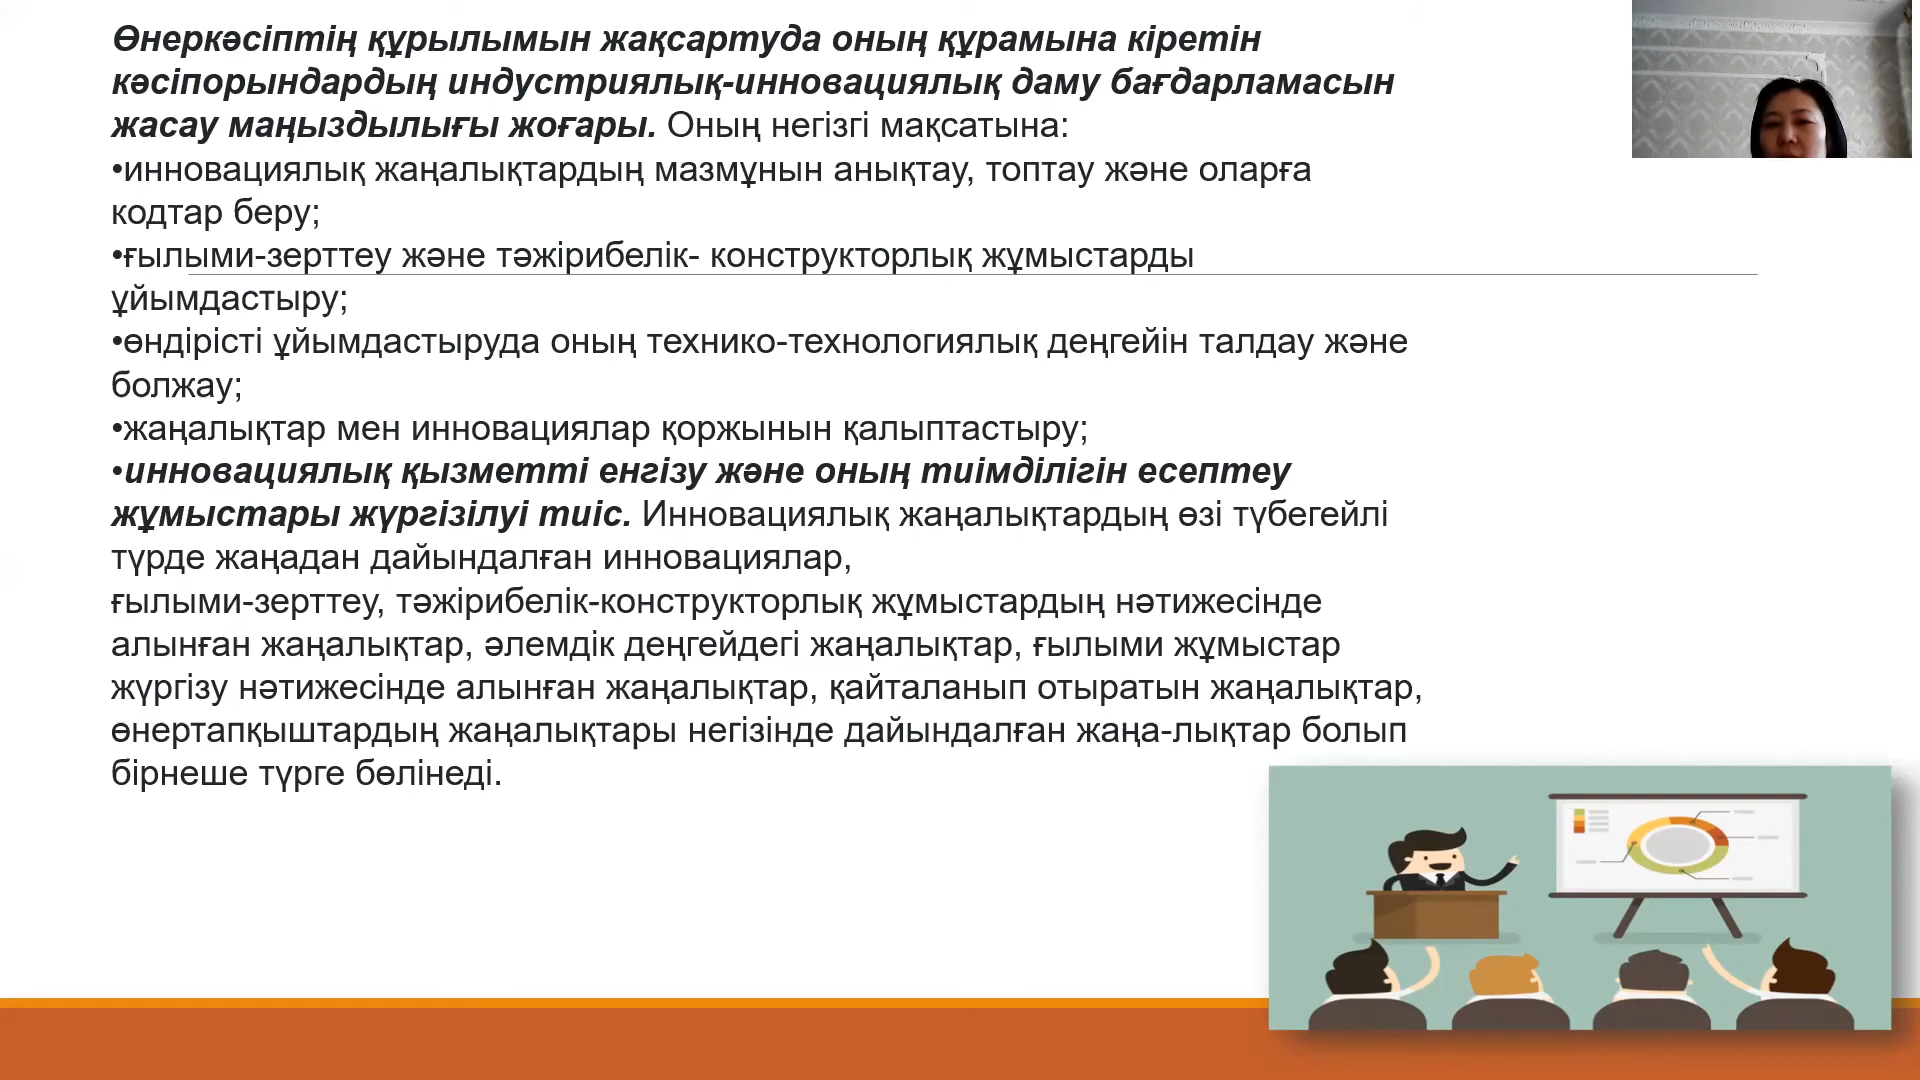 Өнеркәсіптің құрылымын жақсартуда оның құрамына кіретін
кәсіпорындардың индустриялық-инновациялық даму бағдарламасын
жасау маңыздылығы жоғары. Оның негізгі мақсатына:
•инновациялық жаңалықтардың мазмұнын анықтау, топтау және оларға
кодтар беру;
•ғылыми-зерттеу және тәжірибелік- конструкторлық жұмыстарды
ұйымдастыру;
•өндірісті ұйымдастыруда оның технико-технологиялық деңгейін талдау және
болжау;
•жаңалықтар мен инновациялар қоржынын қалыптастыру;
•инновациялық қызметті енгізу және оның тиімділігін есептеу
жұмыстары жүргізілуі тиіс. Инновациялық жаңалықтардың өзі түбегейлі
түрде жаңадан дайындалған инновациялар,
ғылыми-зерттеу, тәжірибелік-конструкторлық жұмыстардың нәтижесінде
алынған жаңалықтар, әлемдік деңгейдегі жаңалықтар, ғылыми жұмыстар
жүргізу нәтижесінде алынған жаңалықтар, қайталанып отыратын жаңалықтар,
өнертапқыштардың жаңалықтары негізінде дайындалған жаңа-лықтар болып
бірнеше түрге бөлінеді.